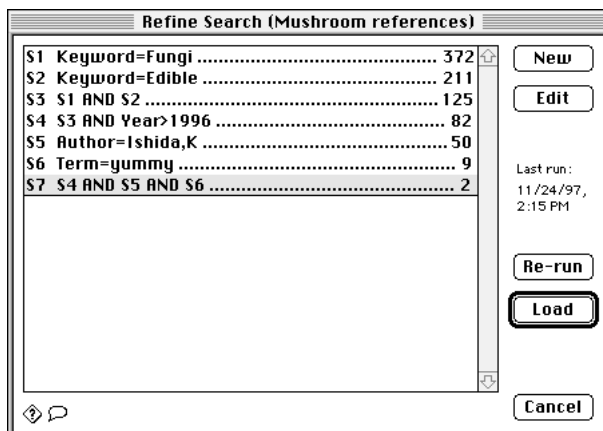 Refine Search (Mushroom references)
S1 Keyword=Fungi ........................................ 372
S2 Keyword=Edible ...................................... 211
S3 S1 AND S2 ................................................ 125
S4 S3 AND Year>1996 ..................................... 82
S5 Author=Ishida,K ......................................... 50
S6 Term=yummy .............................................. 9
S7 S4 AND S5 AND S6 ......................................... 2
New
Edit
Last run:
11/24/97,
2:15 PM
Re-run
Load
Cancel
?